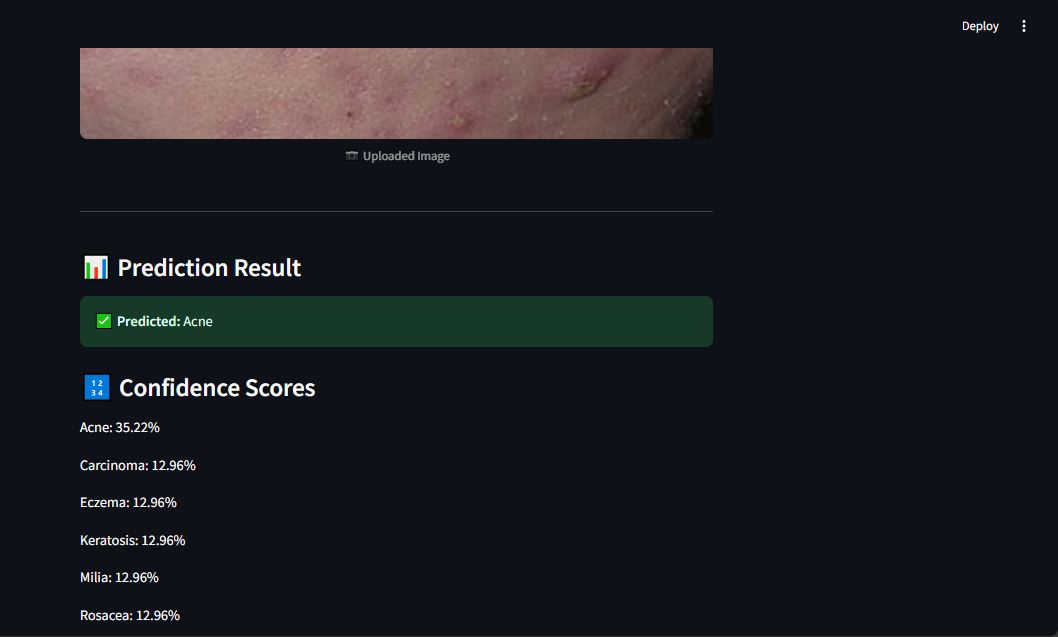 Deploy
Uploaded Image
Prediction Result
Predicted: Acne
Confidence Scores
Acne: 35.22%
Carcinoma: 12.96%
Eczema: 12.96%
Keratosis: 12.96%
Milia: 12.96%
Rosacea: 12.96%